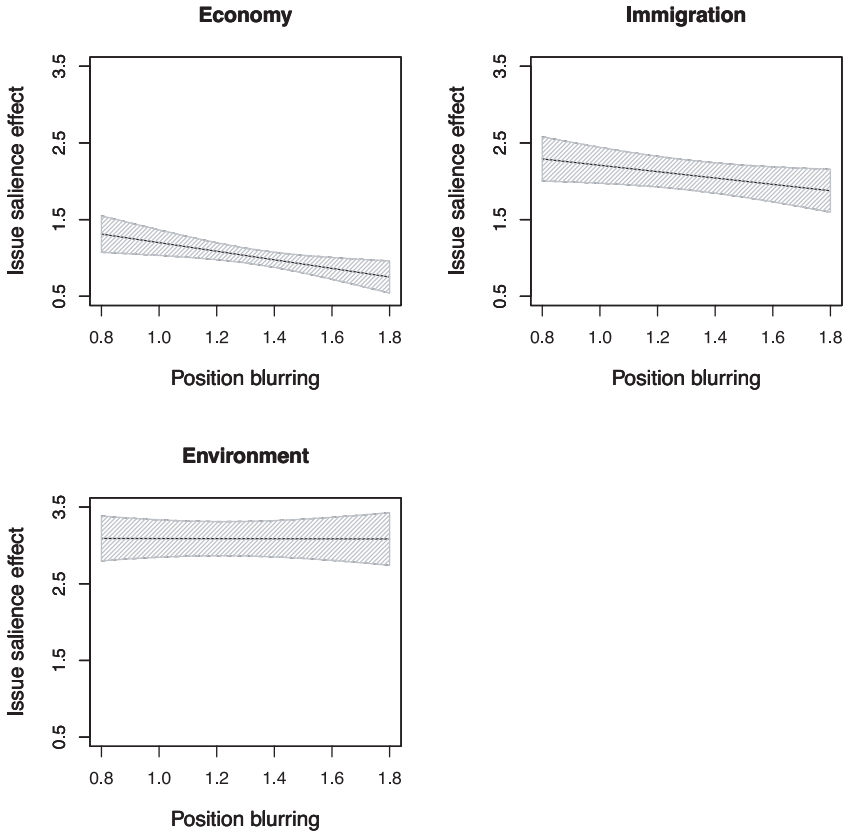 Economy
Issue salience effect
3.5
2.5
1.5
0.5
0.8 1.0 1.2 1.4 1.6 1.8
Position blurring
Immigration
Issue salience effect
3.5
2.5
1.5
0.5
0.8 1.0 1.2 1.4 1.6 1.8
Position blurring
Environment
Issue salience effect
3.5
2.5
1.5
0.5
0.8 1.0 1.2 1.4 1.6 1.8
Position blurring